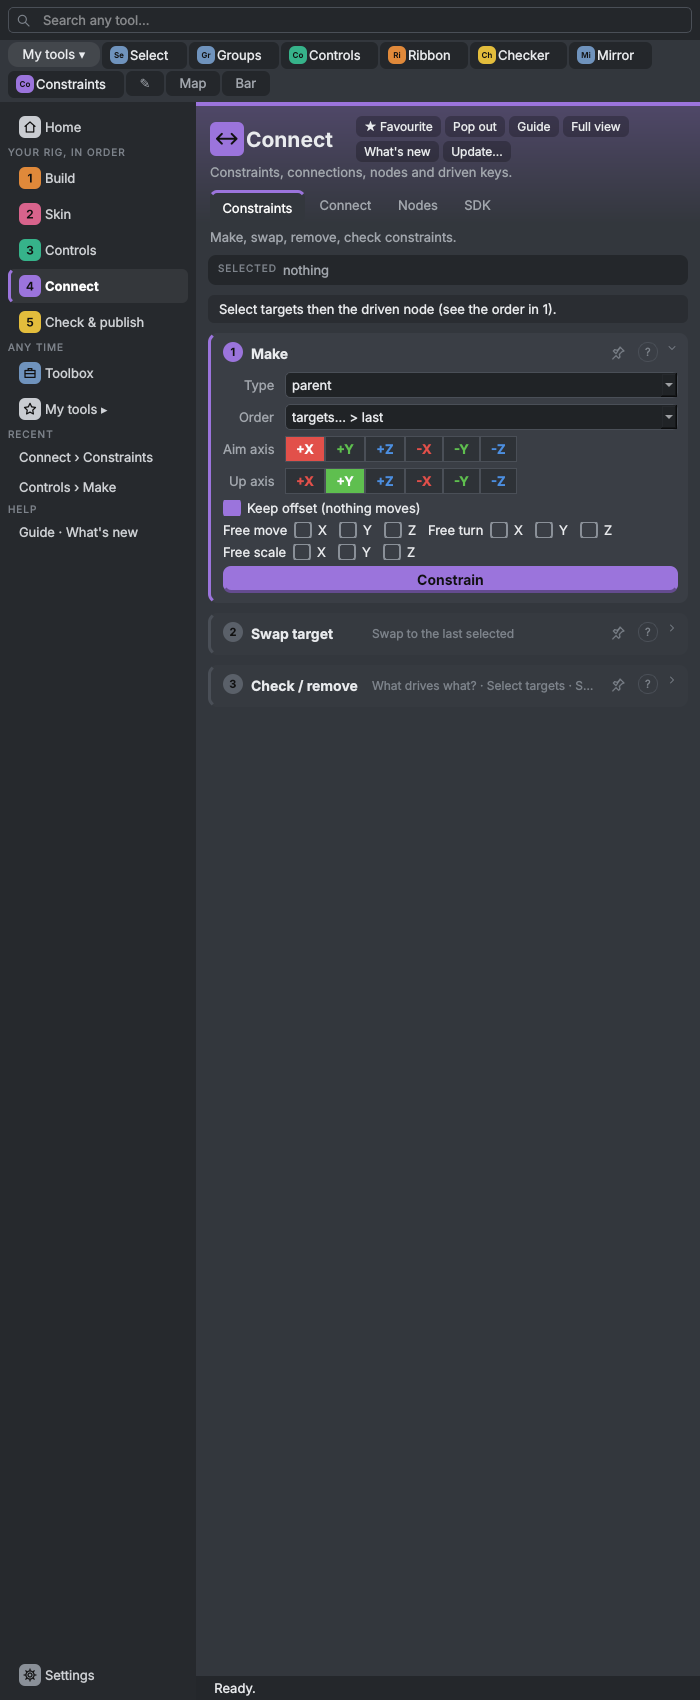 Search any tool...
My tools ▾ Se Select Gr Groups Co Controls Ri Ribbon Ch Checker Mi Mirror
Co Constraints ✎ Map Bar
Home
YOUR RIG, IN ORDER
1 Build
2 Skin
3 Controls
4 Connect
5 Check & publish
ANY TIME
Toolbox
My tools ▸
RECENT
Connect › Constraints
Controls › Make
HELP
Guide · What's new
Settings
Connect
★ Favourite Pop out Guide Full view
What's new Update...
Constraints, connections, nodes and driven keys.
Constraints Connect Nodes SDK
Make, swap, remove, check constraints.
SELECTED nothing
Select targets then the driven node (see the order in 1).
1 Make ?
Type parent
Order targets... > last
Aim axis +X +Y +Z -X -Y -Z
Up axis +X +Y +Z -X -Y -Z
Keep offset (nothing moves)
Free move X Y Z Free turn X Y Z
Free scale X Y Z
Constrain
2 Swap target Swap to the last selected ?
3 Check / remove What drives what? · Select targets · S... ?
Ready.